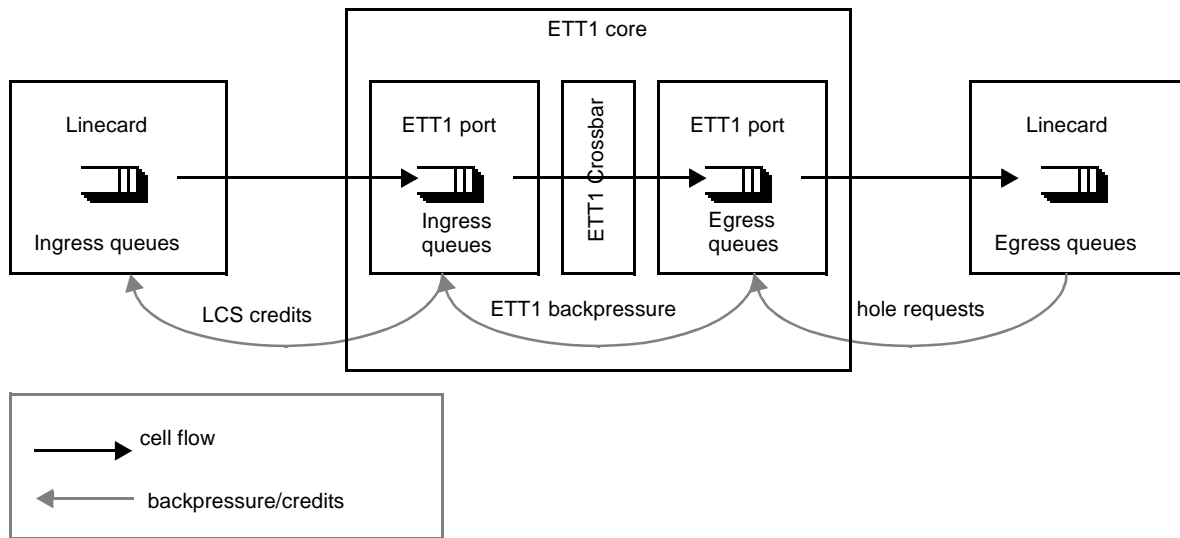 ETT1 core
Linecard
Ingress queues
ETT1 port
Ingress
queues
ETT1 Crossbar
ETT1 port
Egress
queues
Linecard
Egress queues
LCS credits
ETT1 backpressure
hole requests
cell flow
backpressure/credits